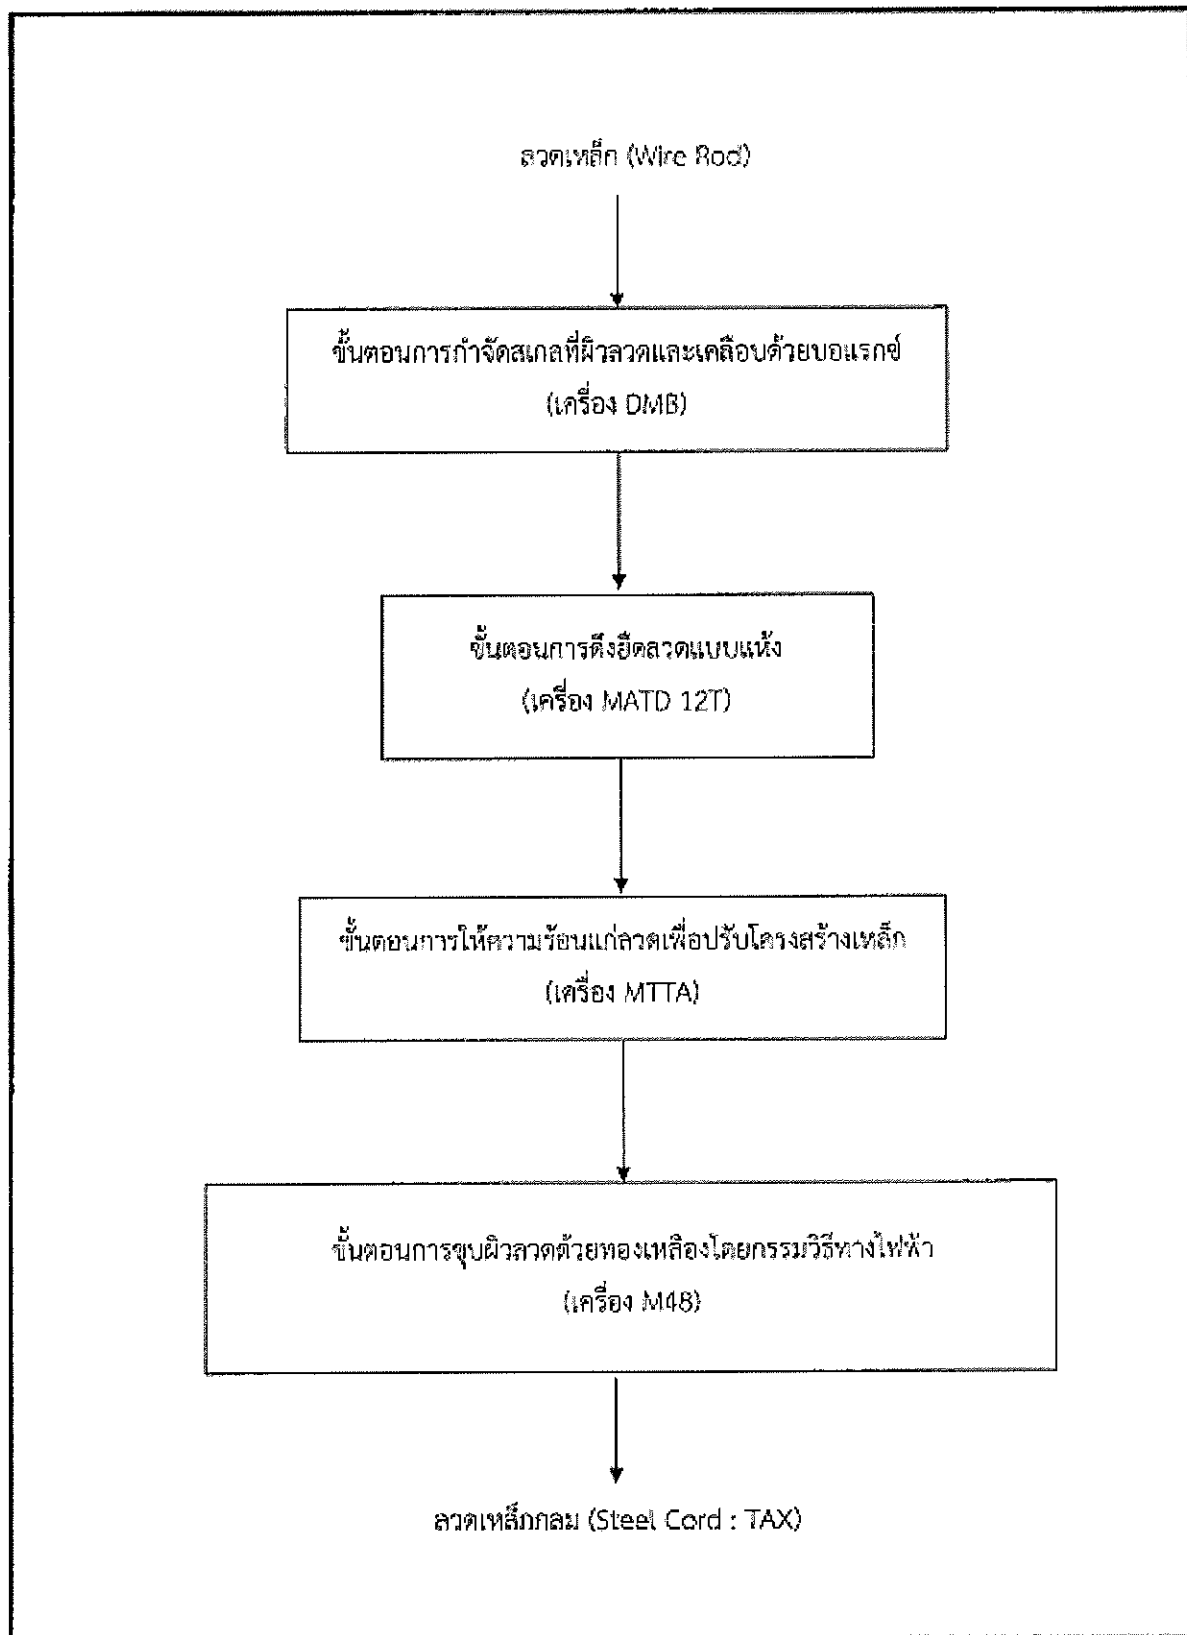 ลวดเหล็ก (Wire Rod)
ขั้นตอนการกำจัดสเกลที่ผิวลวดและเคลือบด้วยบอแรกซ์
(เครื่อง DMB)
ขั้นตอนการดึงยืดลวดแบบแห้ง
(เครื่อง MATD 12T)
ขั้นตอนการให้ความร้อนแก่ลวดเพื่อปรับโครงสร้างเหล็ก
(เครื่อง MTTA)
ขั้นตอนการชุบผิวลวดด้วยทองเหลืองโดยกรรมวิธีทางไฟฟ้า
(เครื่อง M48)
ลวดเหล็กกลม (Steel Cord : TAX)